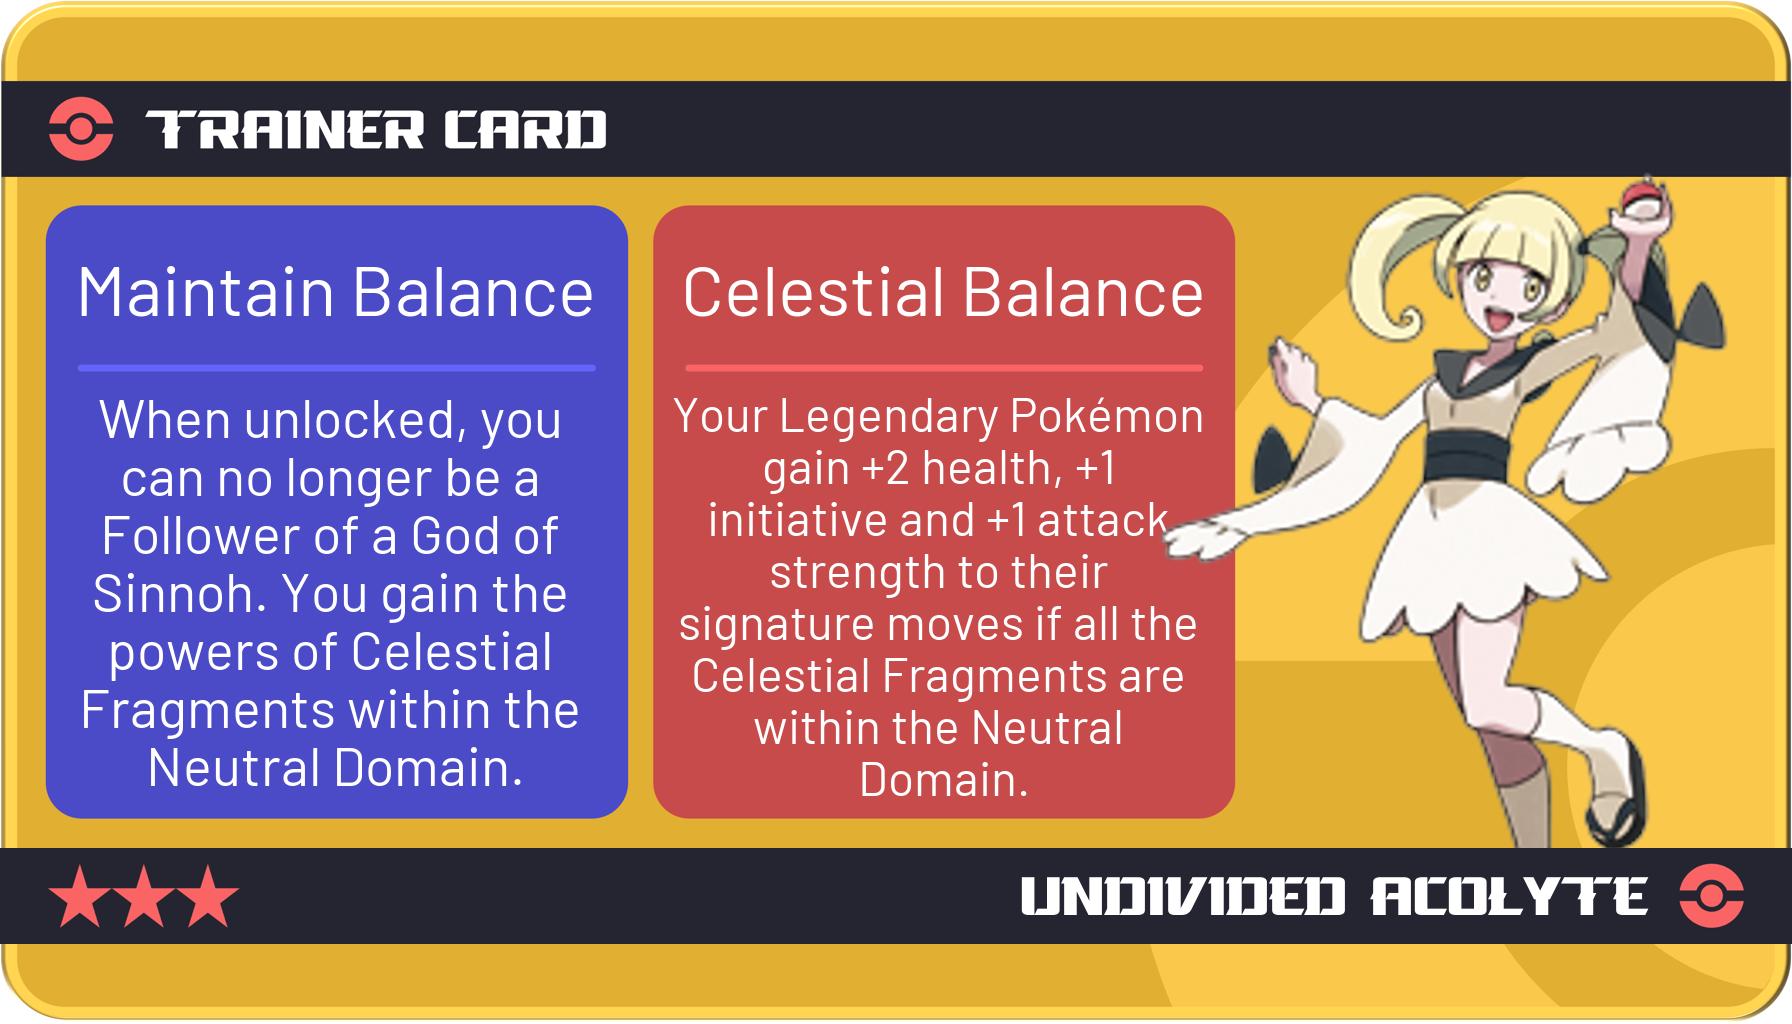 TRAINER CARD
Maintain Balance
When unlocked, you
can no longer be a
Follower of a God of
Sinnoh. You gain the
powers of Celestial
Fragments within the
Neutral Domain.
Celestial Balance
Your Legendary Pokémon
gain +2 health, +1
initiative and +1 attack
strength to their
signature moves if all the
Celestial Fragments are
within the Neutral
Domain.
UNDIVIDED ACOLYTE